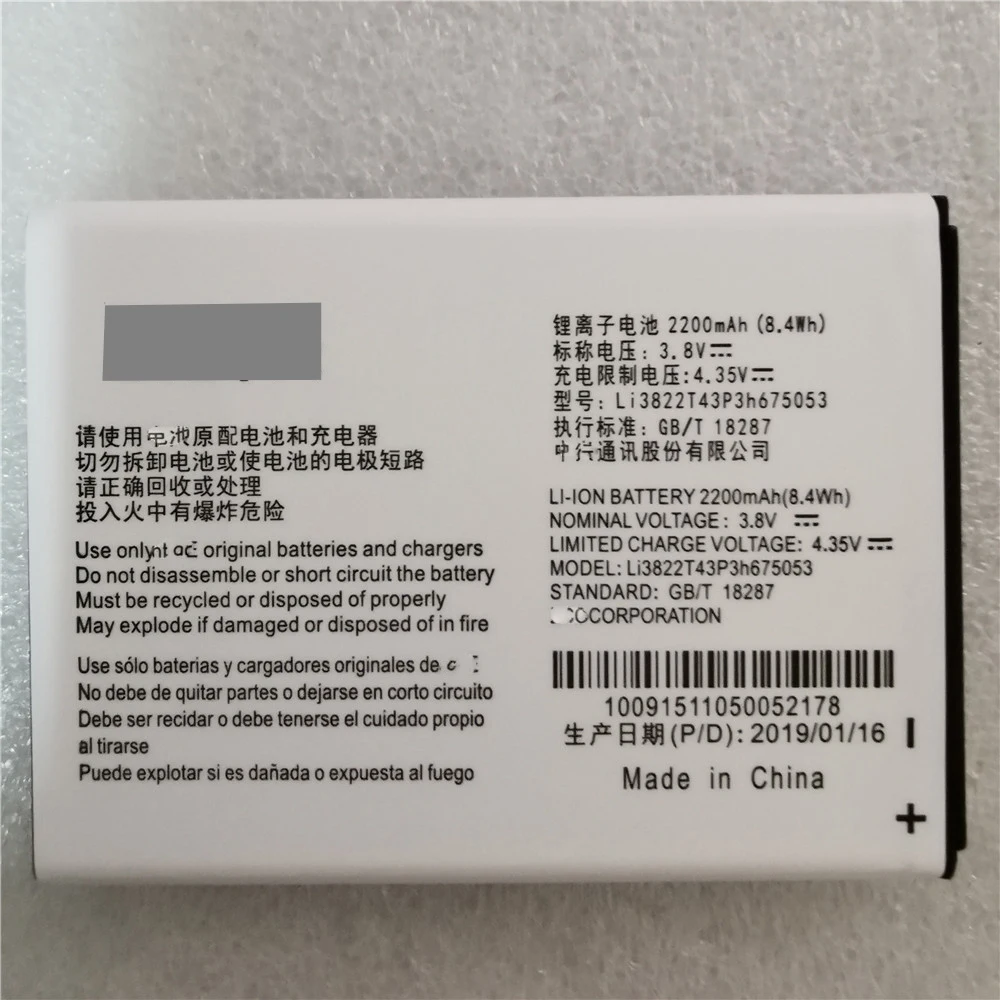 请使用原配电池和充电器
切勿拆卸电池或使电池的电极短路
请正确回收或处理
投入火中有爆炸危险
Use only original batteries and chargers
Do not disassemble or short circuit the battery
Must be recycled or disposed of properly
May explode if damaged or disposed of in fire
Use sólo baterias y cargadores originales de
No debe de quitar partes o dejarse en corto circuito
Debe ser recidar o debe tenerse el cuidado propio
al tirarse
Puede explotar si es dañada o expuesta al fuego
锂离子电池 2200mAh (8.4Wh)
标称电压: 3.8V
充电限制电压:4.35V
型号: Li3822T43P3h675053
执行标准: GB/T 18287
中兴通讯股份有限公司
LI-ION BATTERY 2200mAh(8.4Wh)
NOMINAL VOLTAGE: 3.8V
LIMITED CHARGE VOLTAGE: 4.35V
MODEL: Li3822T43P3h675053
STANDARD: GB/T 18287
CORPORATION
10091511050052178
生产日期(P/D): 2019/01/16
Made in China
+